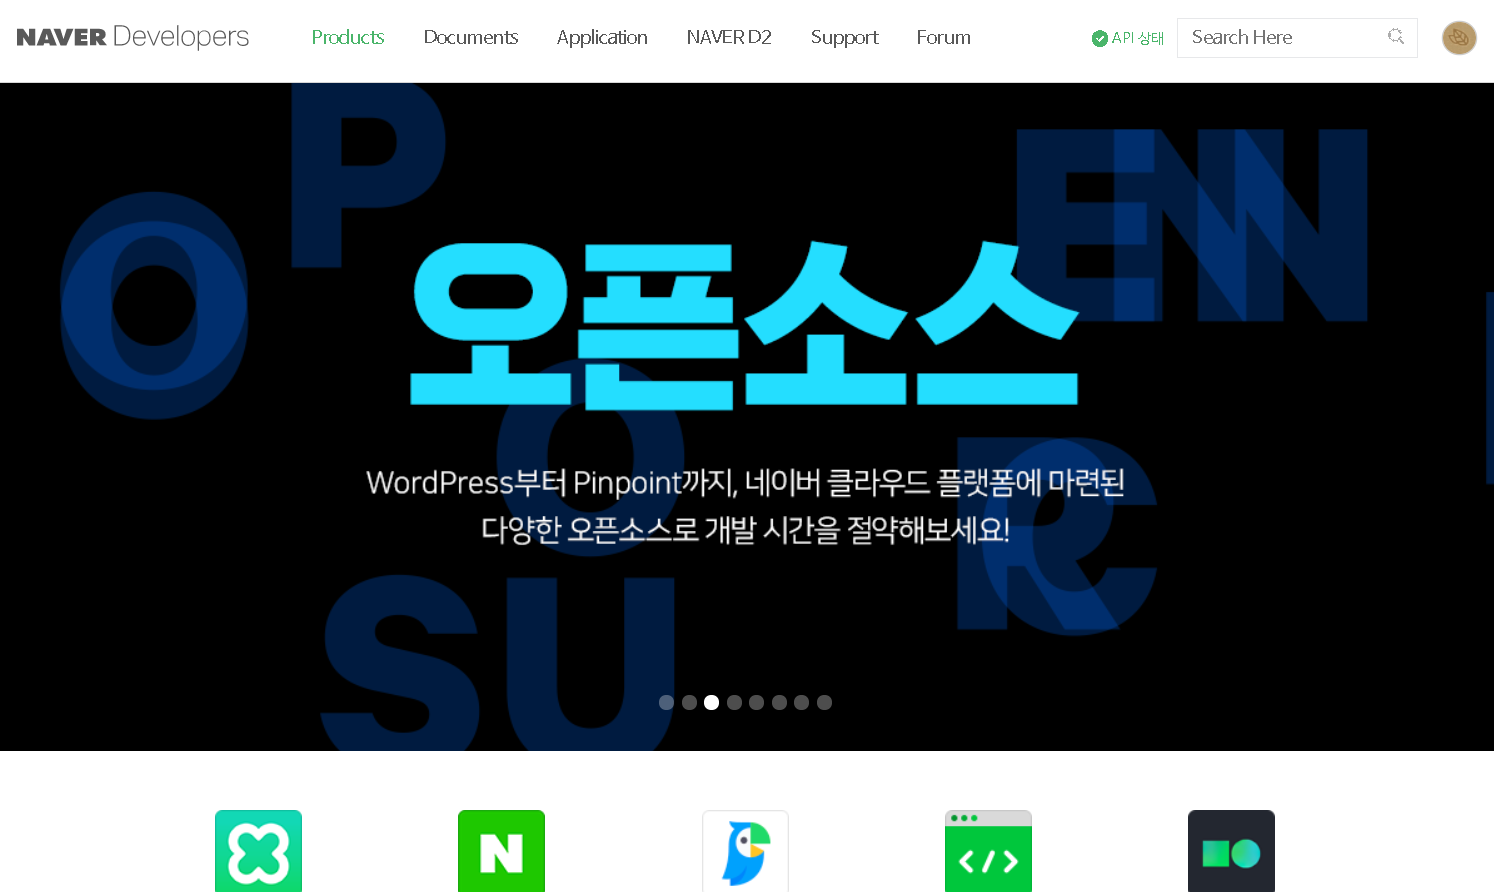 NAVER Developers
Products Documents Application NAVER D2 Support Forum
API 상태
Search Here
OPEN
오픈소스
WordPress부터 Pinpoint까지, 네이버 클라우드 플랫폼에 마련된
다양한 오픈소스로 개발 시간을 절약해보세요!
SOURC
N
</>